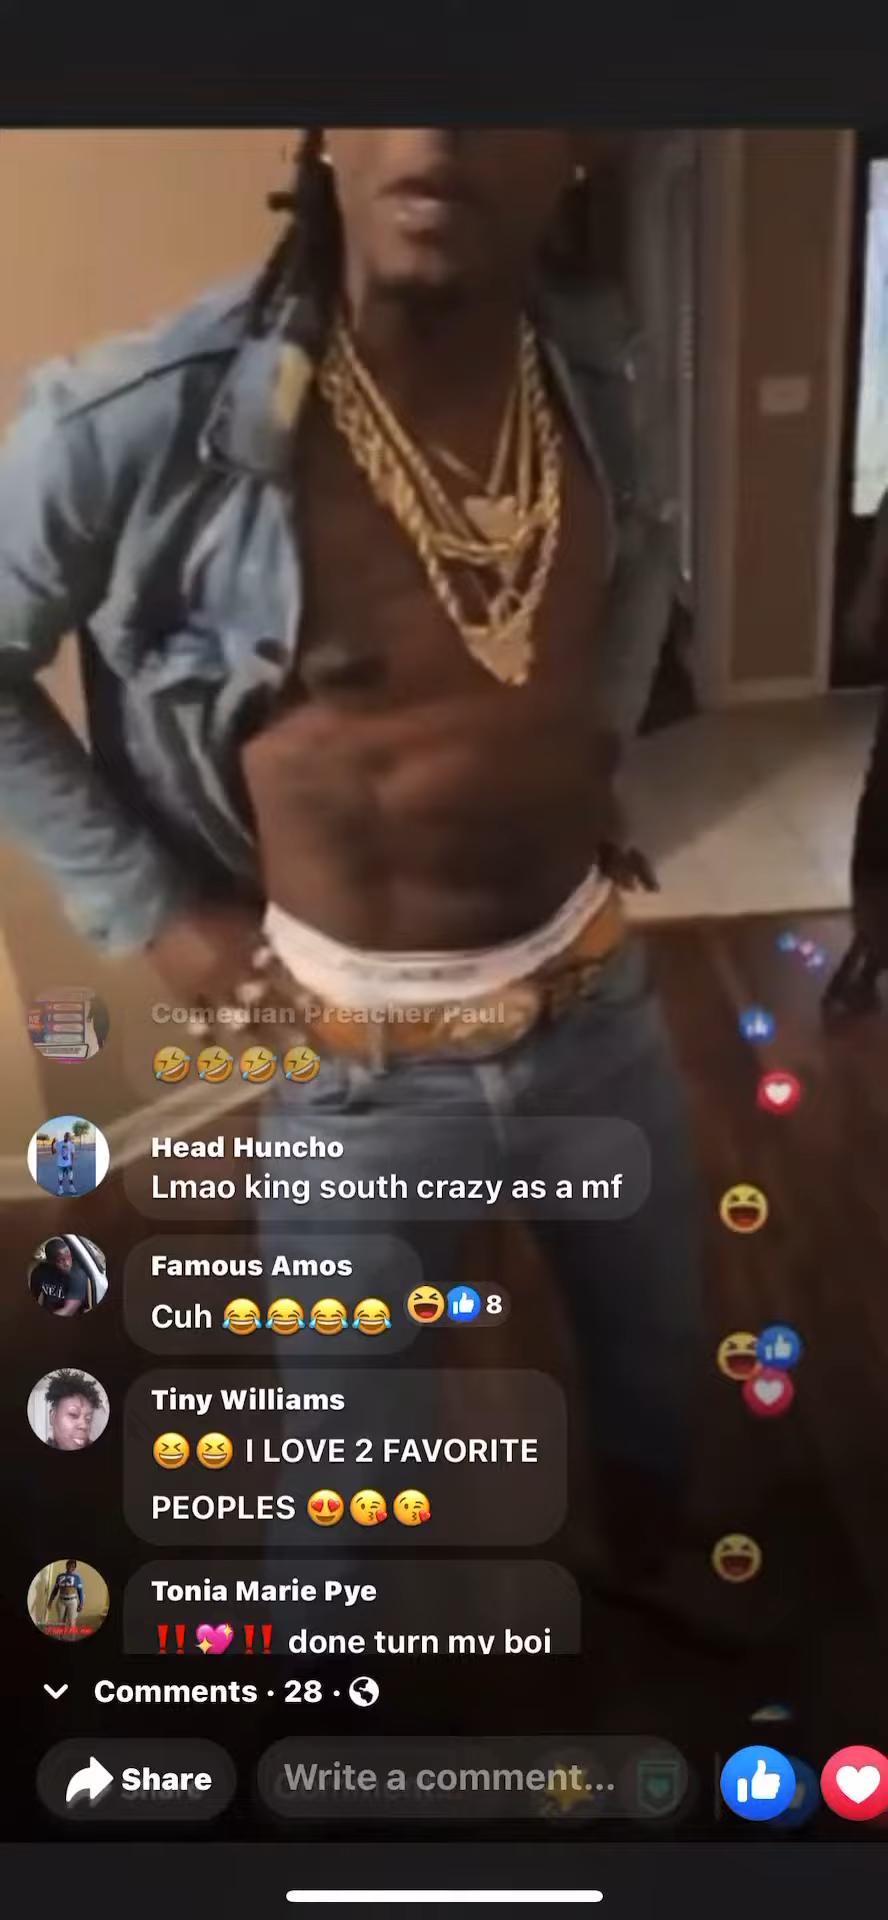 Comedian Preacher Paul
🤣🤣🤣🤣
Head Huncho
Lmao king south crazy as a mf
Famous Amos
Cuh 😂😂😂😂
8
Tiny Williams
😆😆 I LOVE 2 FAVORITE
PEOPLES 😍😘😘
Tonia Marie Pye
‼️💖‼️ done turn my boi
Comments · 28 ·
Share
Write a comment...